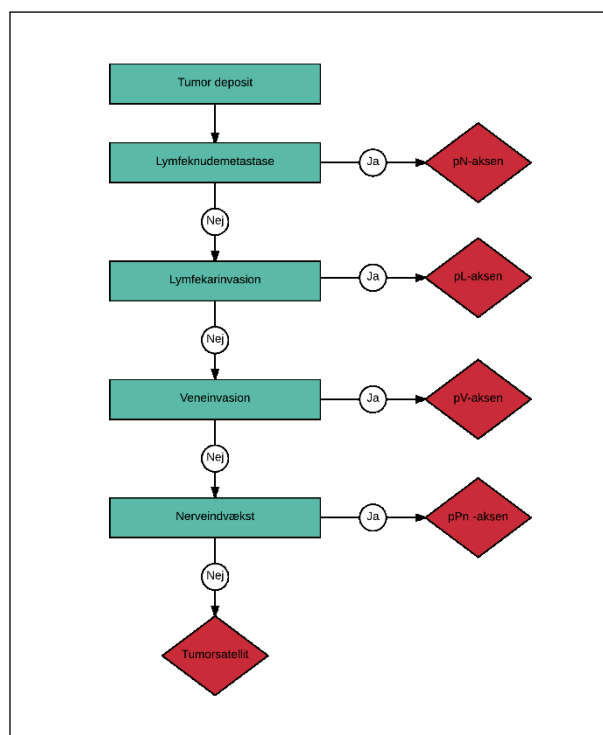 Tumor deposit
Lymfeknudemetastase
Ja
pN-aksen
Nej
Lymfekarinvasion
Ja
pL-aksen
Nej
Veneinvasion
Ja
pV-aksen
Nej
Nerveindvækst
Ja
pPn -aksen
Nej
Tumorsatellit